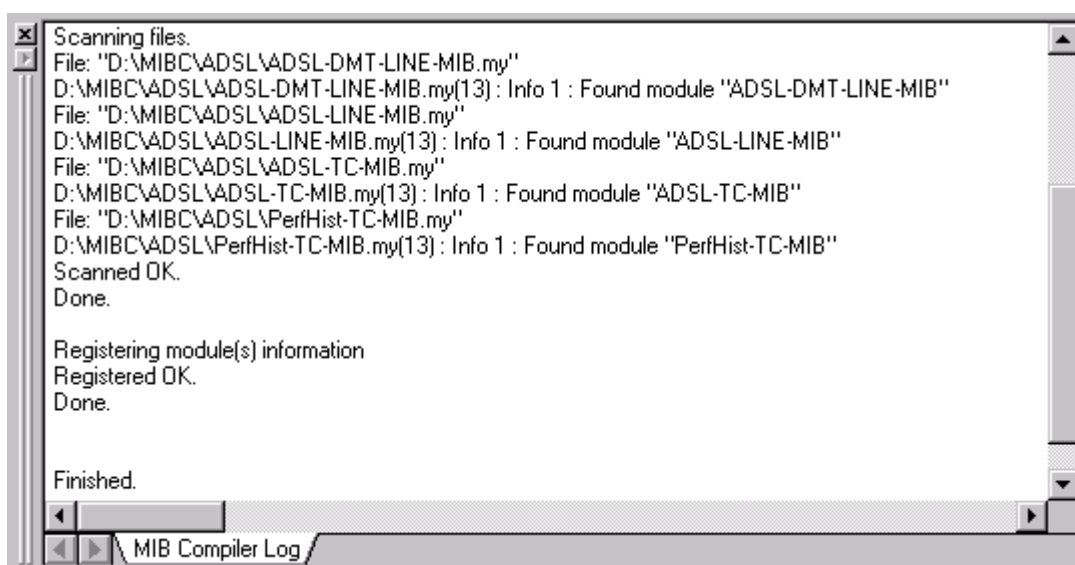 Scanning files.
File: "D:\MIBC\ADSL\ADSL-DMT-LINE-MIB.my"
D:\MIBC\ADSL\ADSL-DMT-LINE-MIB.my(13) : Info 1 : Found module "ADSL-DMT-LINE-MIB"
File: "D:\MIBC\ADSL\ADSL-LINE-MIB.my"
D:\MIBC\ADSL\ADSL-LINE-MIB.my(13) : Info 1 : Found module "ADSL-LINE-MIB"
File: "D:\MIBC\ADSL\ADSL-TC-MIB.my"
D:\MIBC\ADSL\ADSL-TC-MIB.my(13) : Info 1 : Found module "ADSL-TC-MIB"
File: "D:\MIBC\ADSL\PerfHist-TC-MIB.my"
D:\MIBC\ADSL\PerfHist-TC-MIB.my(13) : Info 1 : Found module "PerfHist-TC-MIB"
Scanned OK.
Done.
Registering module(s) information
Registered OK.
Done.
Finished.
MIB Compiler Log